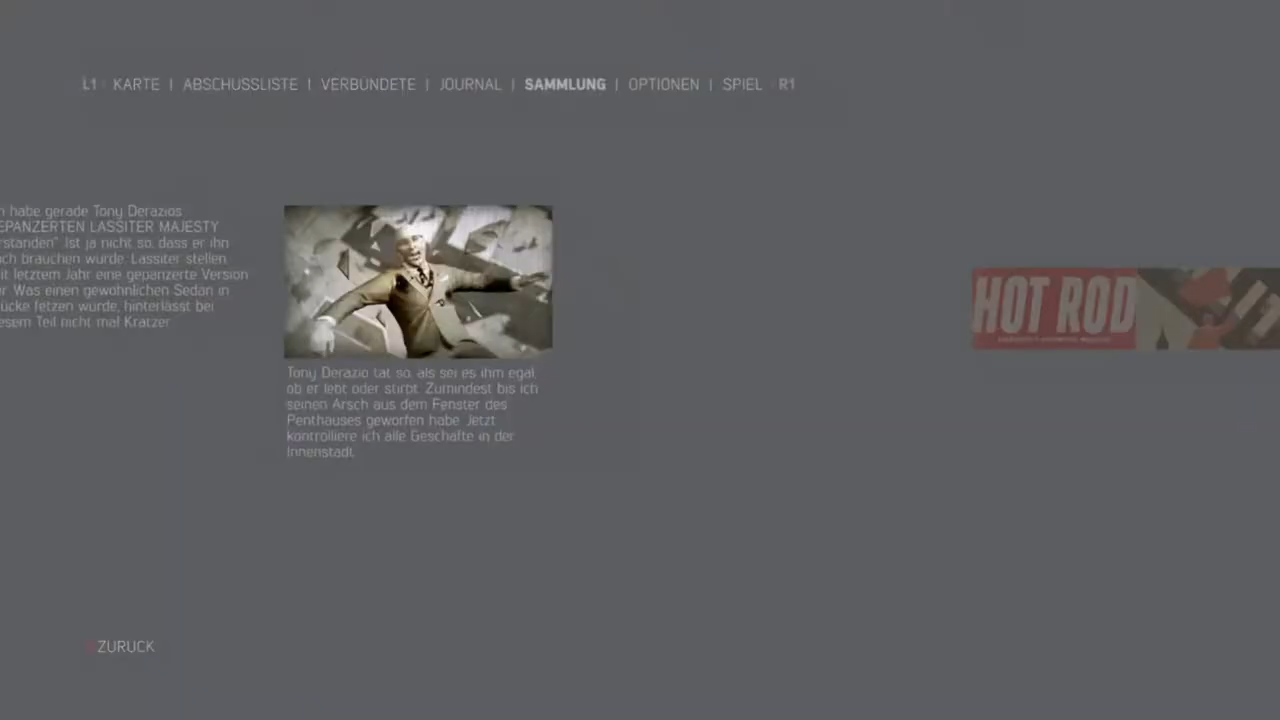 L1 KARTE | ABSCHUSSLISTE | VERBÜNDETE | JOURNAL | SAMMLUNG | OPTIONEN | SPIEL R1
habe gerade Tony Derazios
EPANZERTEN LASSITER MAJESTY
rstanden". Ist ja nicht so, dass er ihn
och brauchen würde. Lassiter stellen
it letztem Jahr eine gepanzerte Version
r. Was einen gewöhnlichen Sedan in
ücke fetzen würde, hinterlässt bei
esem Teil nicht mal Kratzer.
Tony Derazio tat so, als sei es ihm egal,
ob er lebt oder stirbt. Zumindest bis ich
seinen Arsch aus dem Fenster des
Penthauses geworfen habe. Jetzt
kontrolliere ich alle Geschäfte in der
Innenstadt.
HOT ROD
ZURÜCK